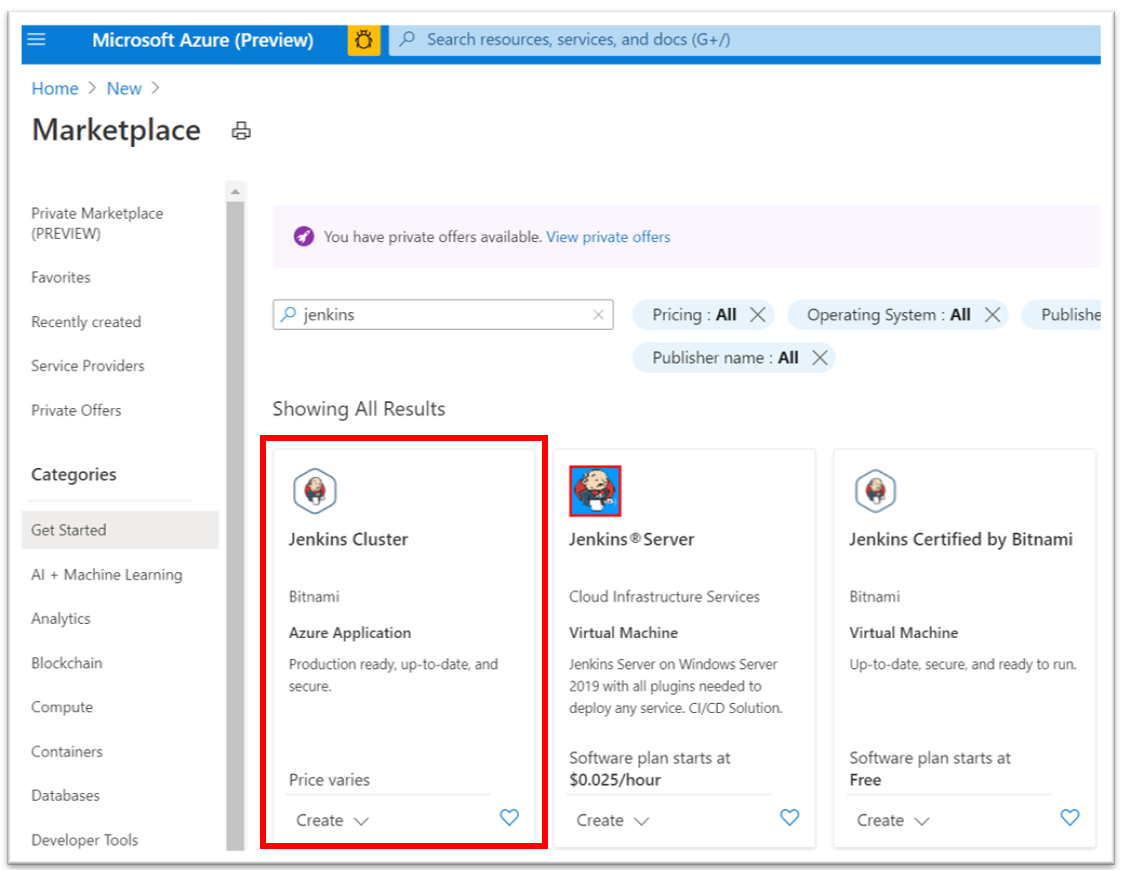 Microsoft Azure (Preview)
Search resources, services, and docs (G+/)
Home > New >
Marketplace
Private Marketplace
(PREVIEW)
Favorites
Recently created
Service Providers
Private Offers
Categories
Get Started
AI + Machine Learning
Analytics
Blockchain
Compute
Containers
Databases
Developer Tools
You have private offers available. View private offers
jenkins
Pricing : All
Operating System : All
Publishe
Publisher name : All
Showing All Results
Jenkins Cluster
Bitnami
Azure Application
Production ready, up-to-date, and
secure.
Price varies
Create
Jenkins®Server
Cloud Infrastructure Services
Virtual Machine
Jenkins Server on Windows Server
2019 with all plugins needed to
deploy any service. CI/CD Solution.
Software plan starts at
$0.025/hour
Create
Jenkins Certified by Bitnami
Bitnami
Virtual Machine
Up-to-date, secure, and ready to run.
Software plan starts at
Free
Create